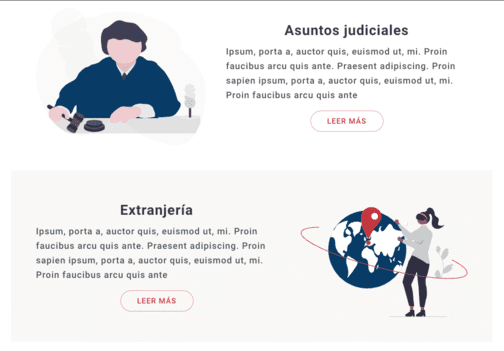 Asuntos judiciales
Ipsum, porta a, auctor quis, euismod ut, mi. Proin
faucibus arcu quis ante. Praesent adipiscing. Proin
sapien ipsum, porta a, auctor quis, euismod ut, mi.
Proin faucibus arcu quis ante
LEER MÁS
Extranjería
Ipsum, porta a, auctor quis, euismod ut, mi. Proin
faucibus arcu quis ante. Praesent adipiscing. Proin
sapien ipsum, porta a, auctor quis, euismod ut, mi.
Proin faucibus arcu quis ante
LEER MÁS